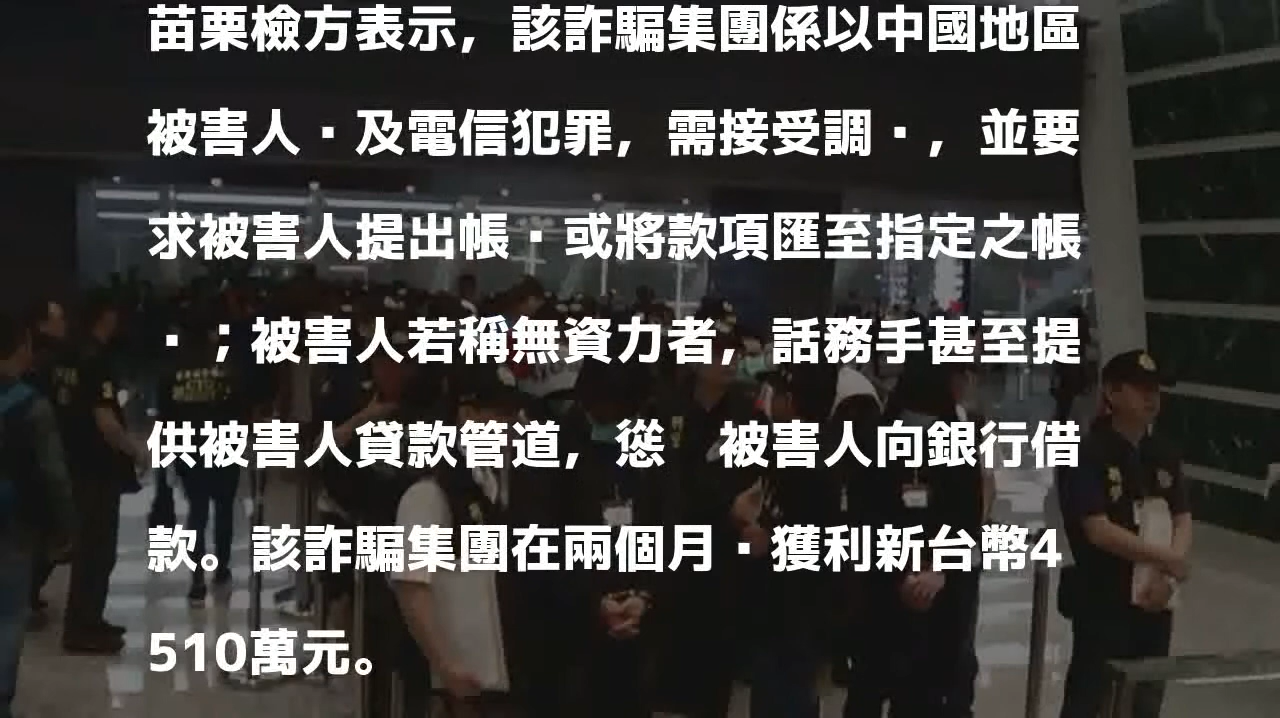 苗栗檢方表示，該詐騙集團係以中國地區
被害人▪及電信犯罪，需接受調▪，並要
求被害人提出帳▪或將款項匯至指定之帳
▪；被害人若稱無資力者，話務手甚至提
供被害人貸款管道，慫　被害人向銀行借
款。該詐騙集團在兩個月▪獲利新台幣4
510萬元。